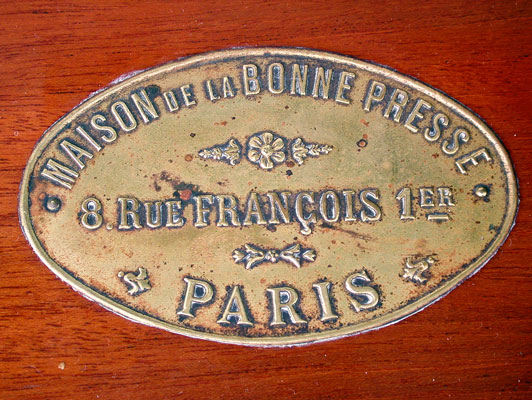 MAISON DE LA BONNE PRESSE
8. RUE FRANÇOIS 1ER
PARIS